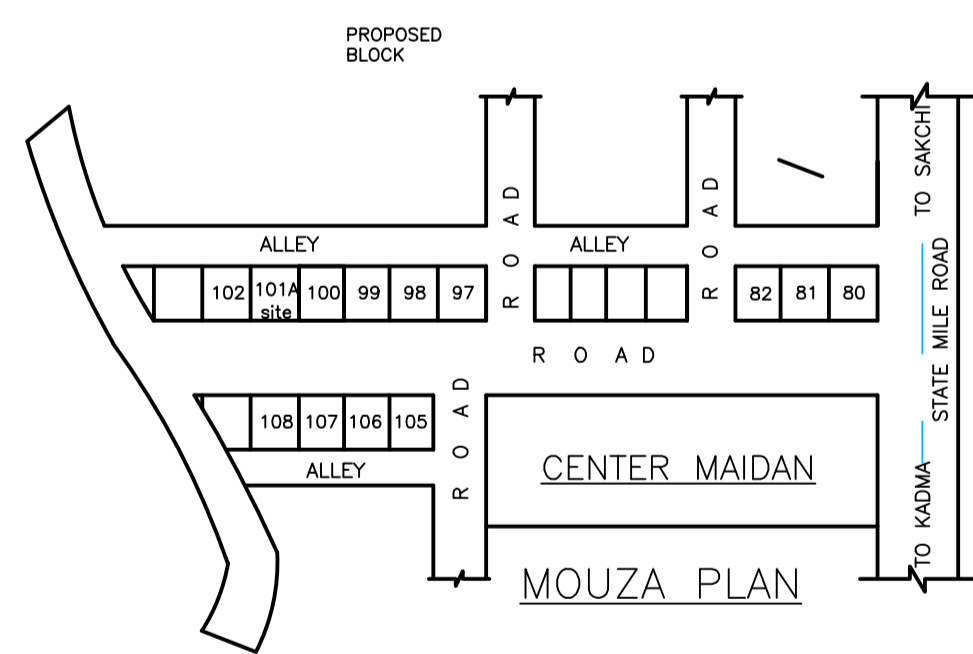 PROPOSED
BLOCK
TO SAKCHI
ROAD
ROAD
ALLEY
ALLEY
102
101A
site
100
99
98
97
82
81
80
STATE MILE ROAD
ROAD
ROAD
108
107
106
105
ALLEY
CENTER MAIDAN
TO KADMA
MOUZA PLAN